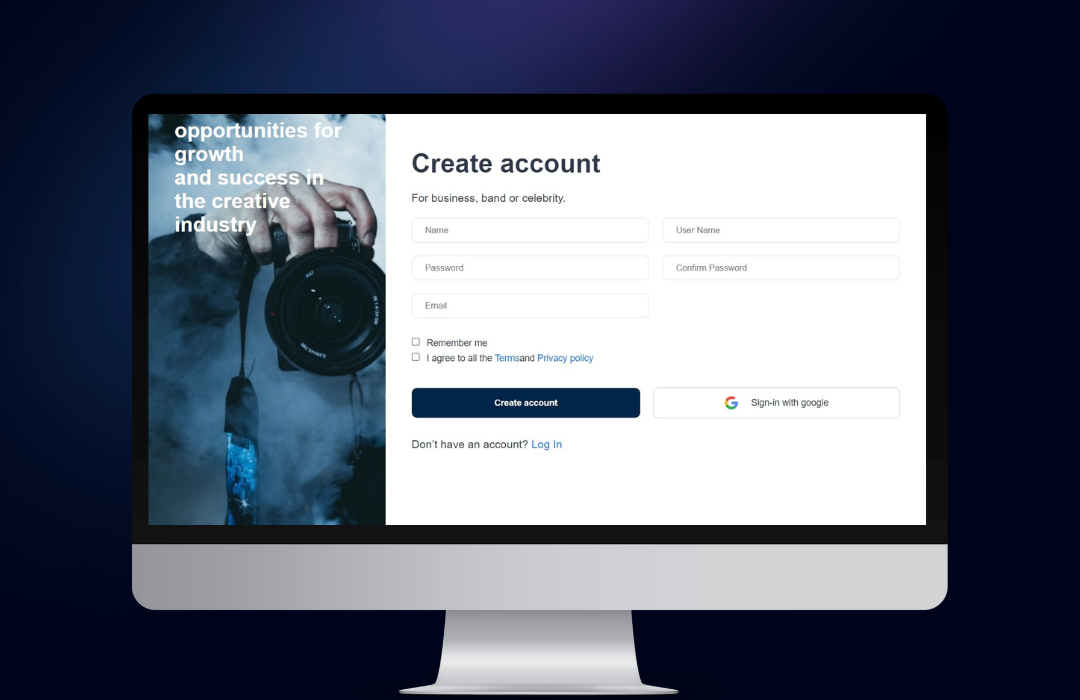 opportunities for
growth
and success in
the creative
industry
Create account
For business, band or celebrity.
Name
User Name
Password
Confirm Password
Email
Remember me
I agree to all the Termsand Privacy policy
Create account
Sign-in with google
Don't have an account? Log In